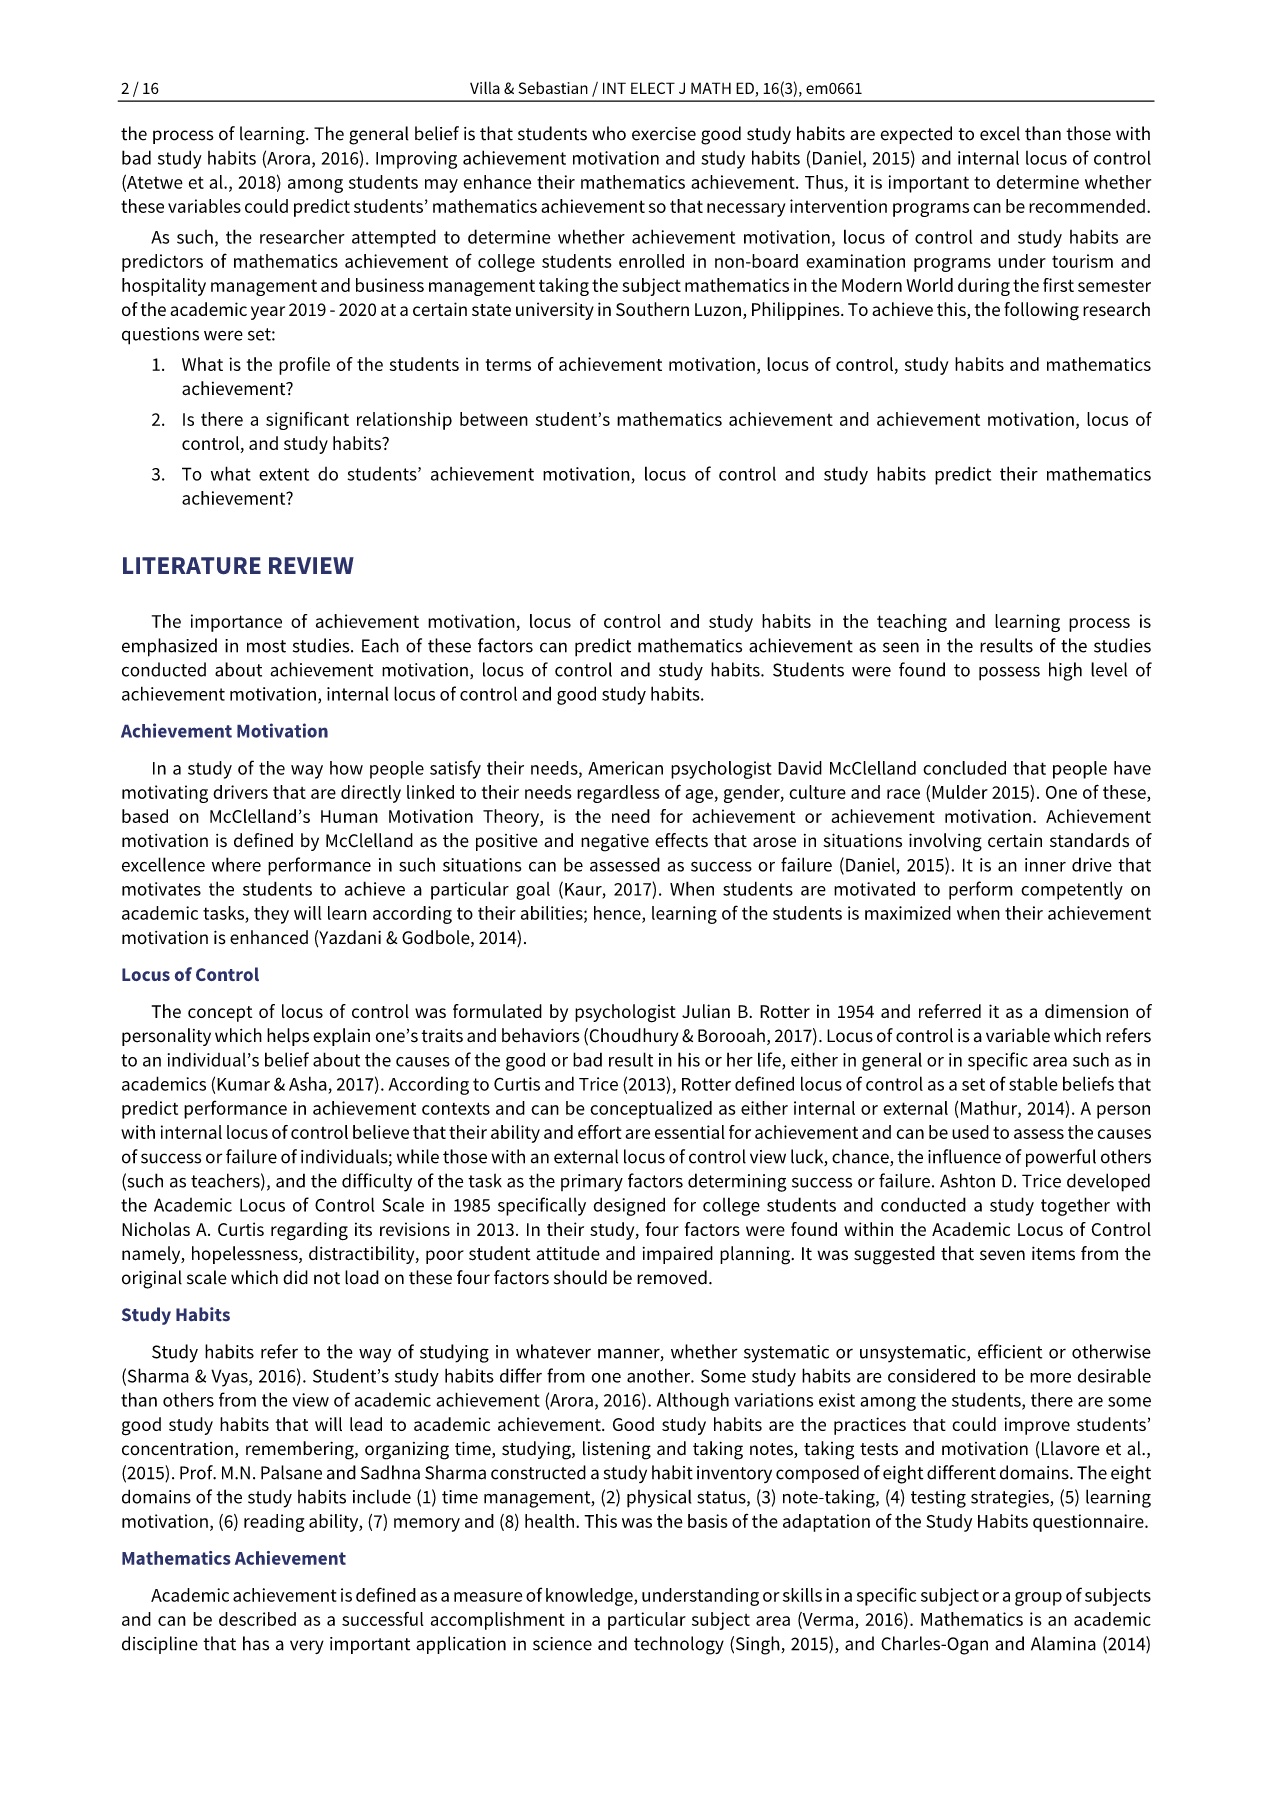 2 / 16
Villa & Sebastian / INT ELECT J MATH ED, 16(3), em0661
the process of learning. The general belief is that students who exercise good study habits are expected to excel than those with
bad study habits (Arora, 2016). Improving achievement motivation and study habits (Daniel, 2015) and internal locus of control
(Atetwe et al., 2018) among students may enhance their mathematics achievement. Thus, it is important to determine whether
these variables could predict students’ mathematics achievement so that necessary intervention programs can be recommended.
As such, the researcher attempted to determine whether achievement motivation, locus of control and study habits are
predictors of mathematics achievement of college students enrolled in non-board examination programs under tourism and
hospitality management and business management taking the subject mathematics in the Modern World during the first semester
of the academic year 2019 - 2020 at a certain state university in Southern Luzon, Philippines. To achieve this, the following research
questions were set:
1. What is the profile of the students in terms of achievement motivation, locus of control, study habits and mathematics
achievement?
2. Is there a significant relationship between student’s mathematics achievement and achievement motivation, locus of
control, and study habits?
3. To what extent do students’ achievement motivation, locus of control and study habits predict their mathematics
achievement?
LITERATURE REVIEW
The importance of achievement motivation, locus of control and study habits in the teaching and learning process is
emphasized in most studies. Each of these factors can predict mathematics achievement as seen in the results of the studies
conducted about achievement motivation, locus of control and study habits. Students were found to possess high level of
achievement motivation, internal locus of control and good study habits.
Achievement Motivation
In a study of the way how people satisfy their needs, American psychologist David McClelland concluded that people have
motivating drivers that are directly linked to their needs regardless of age, gender, culture and race (Mulder 2015). One of these,
based on McClelland’s Human Motivation Theory, is the need for achievement or achievement motivation. Achievement
motivation is defined by McClelland as the positive and negative effects that arose in situations involving certain standards of
excellence where performance in such situations can be assessed as success or failure (Daniel, 2015). It is an inner drive that
motivates the students to achieve a particular goal (Kaur, 2017). When students are motivated to perform competently on
academic tasks, they will learn according to their abilities; hence, learning of the students is maximized when their achievement
motivation is enhanced (Yazdani & Godbole, 2014).
Locus of Control
The concept of locus of control was formulated by psychologist Julian B. Rotter in 1954 and referred it as a dimension of
personality which helps explain one’s traits and behaviors (Choudhury & Borooah, 2017). Locus of control is a variable which refers
to an individual’s belief about the causes of the good or bad result in his or her life, either in general or in specific area such as in
academics (Kumar & Asha, 2017). According to Curtis and Trice (2013), Rotter defined locus of control as a set of stable beliefs that
predict performance in achievement contexts and can be conceptualized as either internal or external (Mathur, 2014). A person
with internal locus of control believe that their ability and effort are essential for achievement and can be used to assess the causes
of success or failure of individuals; while those with an external locus of control view luck, chance, the influence of powerful others
(such as teachers), and the difficulty of the task as the primary factors determining success or failure. Ashton D. Trice developed
the Academic Locus of Control Scale in 1985 specifically designed for college students and conducted a study together with
Nicholas A. Curtis regarding its revisions in 2013. In their study, four factors were found within the Academic Locus of Control
namely, hopelessness, distractibility, poor student attitude and impaired planning. It was suggested that seven items from the
original scale which did not load on these four factors should be removed.
Study Habits
Study habits refer to the way of studying in whatever manner, whether systematic or unsystematic, efficient or otherwise
(Sharma & Vyas, 2016). Student’s study habits differ from one another. Some study habits are considered to be more desirable
than others from the view of academic achievement (Arora, 2016). Although variations exist among the students, there are some
good study habits that will lead to academic achievement. Good study habits are the practices that could improve students’
concentration, remembering, organizing time, studying, listening and taking notes, taking tests and motivation (Llavore et al.,
(2015). Prof. M.N. Palsane and Sadhna Sharma constructed a study habit inventory composed of eight different domains. The eight
domains of the study habits include (1) time management, (2) physical status, (3) note-taking, (4) testing strategies, (5) learning
motivation, (6) reading ability, (7) memory and (8) health. This was the basis of the adaptation of the Study Habits questionnaire.
Mathematics Achievement
Academic achievement is defined as a measure of knowledge, understanding or skills in a specific subject or a group of subjects
and can be described as a successful accomplishment in a particular subject area (Verma, 2016). Mathematics is an academic
discipline that has a very important application in science and technology (Singh, 2015), and Charles-Ogan and Alamina (2014)